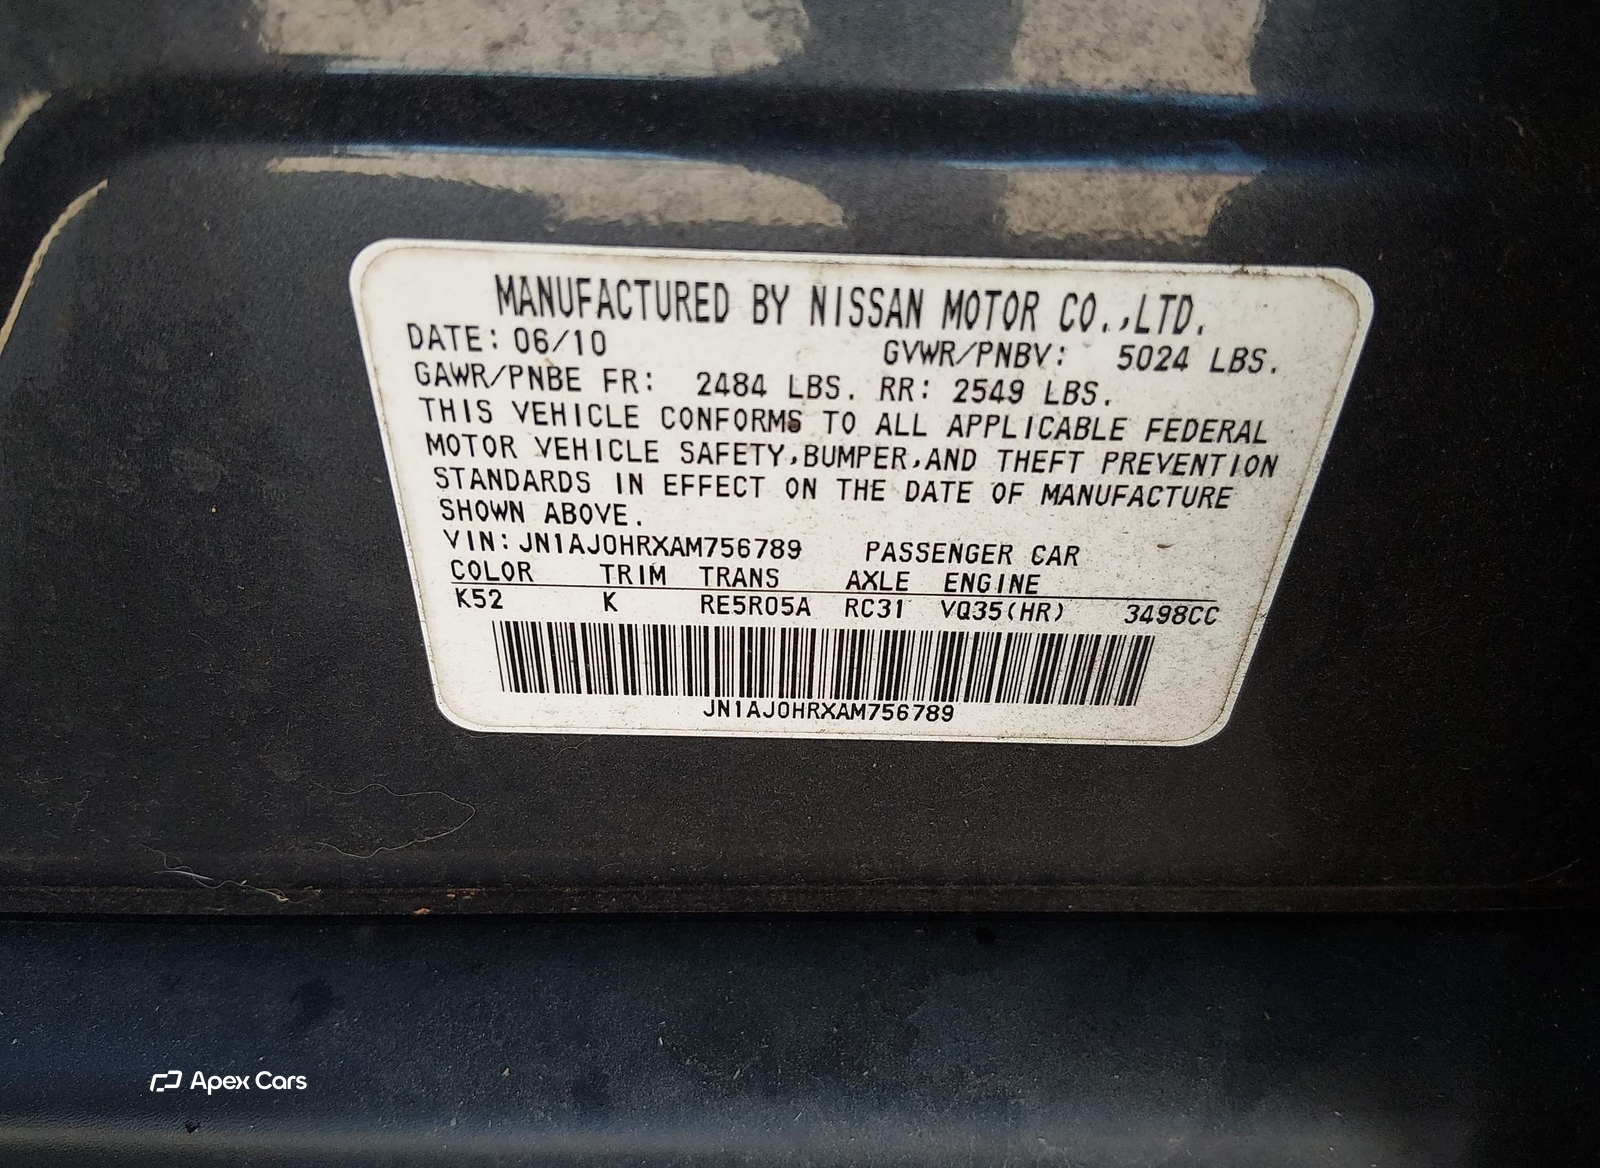 MANUFACTURED BY NISSAN MOTOR CO.,LTD.
DATE: 06/10 GVWR/PNBV: 5024 LBS.
GAWR/PNBE FR: 2484 LBS. RR: 2549 LBS.
THIS VEHICLE CONFORMS TO ALL APPLICABLE FEDERAL
MOTOR VEHICLE SAFETY,BUMPER,AND THEFT PREVENTION
STANDARDS IN EFFECT ON THE DATE OF MANUFACTURE
SHOWN ABOVE.
VIN: JN1AJ0HRXAM756789 PASSENGER CAR
COLOR TRIM TRANS AXLE ENGINE
K52 K RE5R05A RC31 VQ35(HR) 3498CC
JN1AJ0HRXAM756789
Apex Cars